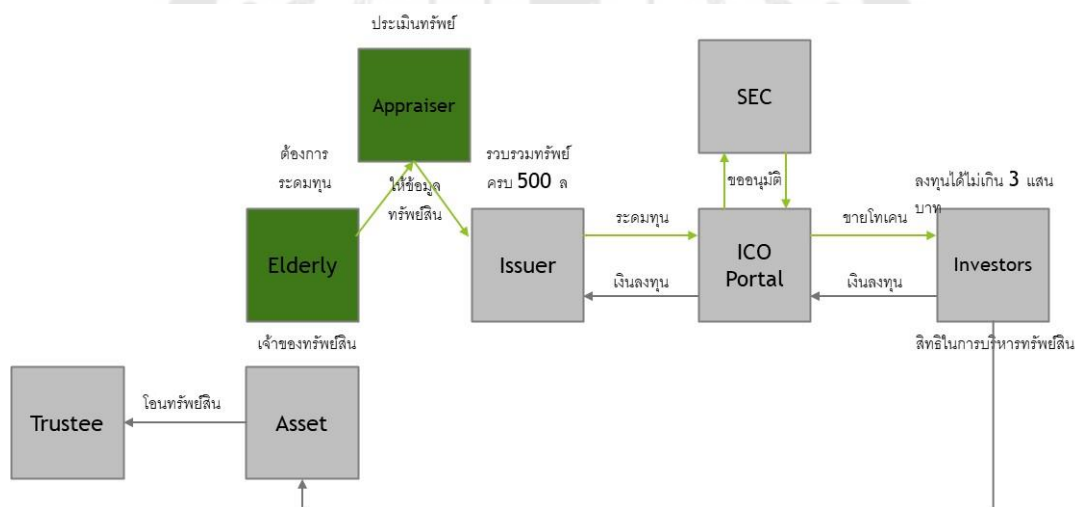 ประเมินทรัพย์
Appraiser
SEC
ต้องการ
ระดมทุน
ให้ข้อมูล
ทรัพย์สิน
รวบรวมทรัพย์
ครบ 500 ล
ขออนุมัติ
ลงทุนได้ไม่เกิน 3 แสน
บาท
Elderly
Issuer
ระดมทุน
ICO
Portal
ขายโทเคน
Investors
เงินลงทุน
เงินลงทุน
เจ้าของทรัพย์สิน
สิทธิในการบริหารทรัพย์สิน
Trustee
โอนทรัพย์สิน
Asset